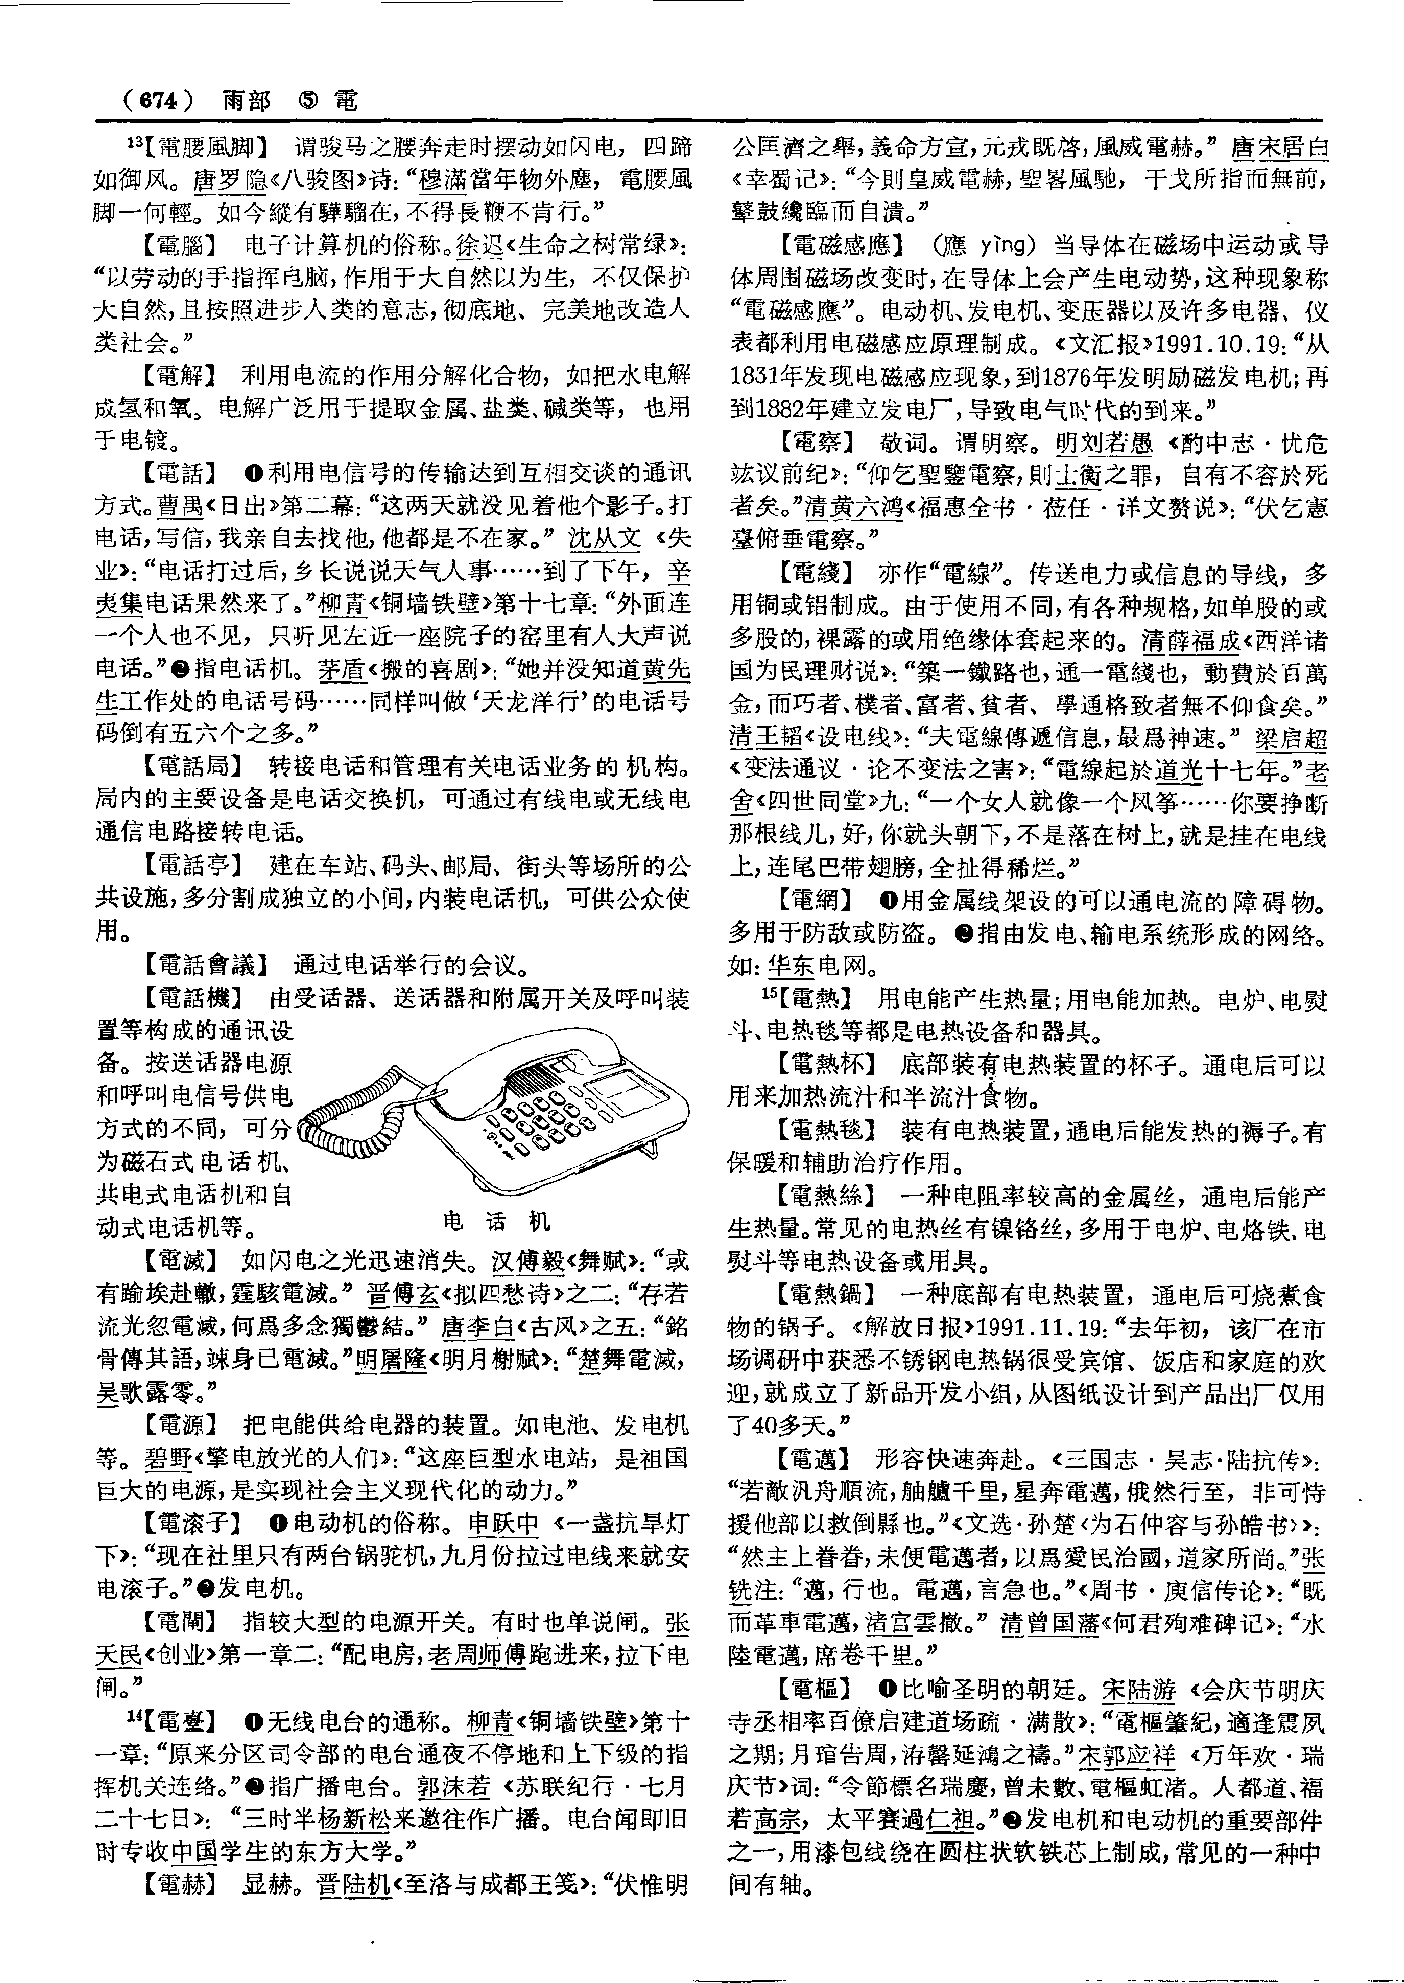 （674） 雨部 ⑤ 電
¹³【電腰風脚】 谓骏马之腰奔走时摆动如闪电，四蹄
如御风。唐罗隐《八骏图》诗：“穆滿當年物外塵，電腰風
脚一何輕。如今縱有驊騮在，不得長鞭不肯行。”
【電腦】 电子计算机的俗称。徐迟《生命之树常绿》：
“以劳动的手指挥电脑，作用于大自然以为生，不仅保护
大自然，且按照进步人类的意志，彻底地、完美地改造人
类社会。”
【電解】 利用电流的作用分解化合物，如把水电解
成氢和氧。电解广泛用于提取金属、盐类、碱类等，也用
于电镀。
【電話】 ❶利用电信号的传输达到互相交谈的通讯
方式。曹禺《日出》第二幕：“这两天就没见着他个影子。打
电话，写信，我亲自去找他，他都是不在家。”沈从文《失
业》：“电话打过后，乡长说说天气人事……到了下午，辛
夷集电话果然来了。”柳青《铜墙铁壁》第十七章：“外面连
一个人也不见，只听见左近一座院子的窑里有人大声说
电话。”❷指电话机。茅盾《搬的喜剧》：“她并没知道黄先
生工作处的电话号码……同样叫做‘天龙洋行’的电话号
码倒有五六个之多。”
【電話局】 转接电话和管理有关电话业务的机构。
局内的主要设备是电话交换机，可通过有线电或无线电
通信电路接转电话。
【電話亭】 建在车站、码头、邮局、街头等场所的公
共设施，多分割成独立的小间，内装电话机，可供公众使
用。
【電話會議】 通过电话举行的会议。
【電話機】 由受话器、送话器和附属开关及呼叫装
置等构成的通讯设
备。按送话器电源
和呼叫电信号供电
方式的不同，可分
为磁石式电话机、
共电式电话机和自
动式电话机等。
电话机
【電滅】 如闪电之光迅速消失。汉傅毅《舞赋》：“或
有踰埃赴轍，霆駭電滅。”晋傅玄《拟四愁诗》之二：“存若
流光忽電滅，何爲多念獨鬱結。”唐李白《古风》之五：“銘
骨傳其語，竦身已電滅。”明屠隆《明月榭赋》：“楚舞電滅，
吴歌露零。”
【電源】 把电能供给电器的装置。如电池、发电机
等。碧野《擎电放光的人们》：“这座巨型水电站，是祖国
巨大的电源，是实现社会主义现代化的动力。”
【電滚子】 ❶电动机的俗称。申跃中《一盏抗旱灯
下》：“现在社里只有两台锅驼机，九月份拉过电线来就安
电滚子。”❷发电机。
【電閘】 指较大型的电源开关。有时也单说闸。张
天民《创业》第一章二：“配电房，老周师傅跑进来，拉下电
闸。”
¹⁴【電臺】 ❶无线电台的通称。柳青《铜墙铁壁》第十
一章：“原来分区司令部的电台通夜不停地和上下级的指
挥机关连络。”❷指广播电台。郭沫若《苏联纪行·七月
二十七日》：“三时半杨新松来邀往作广播。电台闻即旧
时专收中国学生的东方大学。”
【電赫】 显赫。晋陆机《至洛与成都王笺》：“伏惟明
公匡濟之舉，義命方宣，元戎既啓，風威電赫。”唐宋居白
《幸蜀记》：“今則皇威電赫，聖畧風馳，干戈所指而無前，
鼙鼓纔臨而自潰。”
【電磁感應】 （應 yìng）当导体在磁场中运动或导
体周围磁场改变时，在导体上会产生电动势，这种现象称
“電磁感應”。电动机、发电机、变压器以及许多电器、仪
表都利用电磁感应原理制成。《文汇报》1991.10.19：“从
1831年发现电磁感应现象，到1876年发明励磁发电机；再
到1882年建立发电厂，导致电气时代的到来。”
【電察】 敬词。谓明察。明刘若愚《酌中志·忧危
竑议前纪》：“仰乞聖鑒電察，則士衡之罪，自有不容於死
者矣。”清黄六鸿《福惠全书·莅任·详文赘说》：“伏乞憲
臺俯垂電察。”
【電綫】 亦作“電線”。传送电力或信息的导线，多
用铜或铝制成。由于使用不同，有各种规格，如单股的或
多股的，裸露的或用绝缘体套起来的。清薛福成《西洋诸
国为民理财说》：“築一鐵路也，通一電綫也，動費於百萬
金，而巧者、樸者、富者、貧者、學通格致者無不仰食矣。”
清王韬《设电线》：“夫電線傳遞信息，最爲神速。”梁启超
《变法通议·论不变法之害》：“電線起於道光十七年。”老
舍《四世同堂》九：“一个女人就像一个风筝……你要挣断
那根线儿，好，你就头朝下，不是落在树上，就是挂在电线
上，连尾巴带翅膀，全扯得稀烂。”
【電網】 ❶用金属线架设的可以通电流的障碍物。
多用于防敌或防盗。❷指由发电、输电系统形成的网络。
如：华东电网。
¹⁵【電熱】 用电能产生热量；用电能加热。电炉、电熨
斗、电热毯等都是电热设备和器具。
【電熱杯】 底部装有电热装置的杯子。通电后可以
用来加热流汁和半流汁食物。
【電熱毯】 装有电热装置，通电后能发热的褥子。有
保暖和辅助治疗作用。
【電熱絲】 一种电阻率较高的金属丝，通电后能产
生热量。常见的电热丝有镍铬丝，多用于电炉、电烙铁、电
熨斗等电热设备或用具。
【電熱鍋】 一种底部有电热装置，通电后可烧煮食
物的锅子。《解放日报》1991.11.19：“去年初，该厂在市
场调研中获悉不锈钢电热锅很受宾馆、饭店和家庭的欢
迎，就成立了新品开发小组，从图纸设计到产品出厂仅用
了40多天。”
【電邁】 形容快速奔赴。《三国志·吴志·陆抗传》：
“若敵汎舟順流，舳艫千里，星奔電邁，俄然行至，非可恃
援他部以救倒縣也。”《文选·孙楚〈为石仲容与孙皓书〉》：
“然主上眷眷，未便電邁者，以爲愛民治國，道家所尚。”张
铣注：“邁，行也。電邁，言急也。”《周书·庾信传论》：“既
而革車電邁，渚宫雲撤。”清曾国藩《何君殉难碑记》：“水
陸電邁，席卷千里。”
【電樞】 ❶比喻圣明的朝廷。宋陆游《会庆节明庆
寺丞相率百僚启建道场疏·满散》：“電樞肇紀，適逢震夙
之期；月琯告周，洊罄延鴻之禱。”宋郭应祥《万年欢·瑞
庆节》词：“令節標名瑞慶，曾未數、電樞虹渚。人都道、福
若高宗，太平賽過仁祖。”❷发电机和电动机的重要部件
之一，用漆包线绕在圆柱状软铁芯上制成，常见的一种中
间有轴。